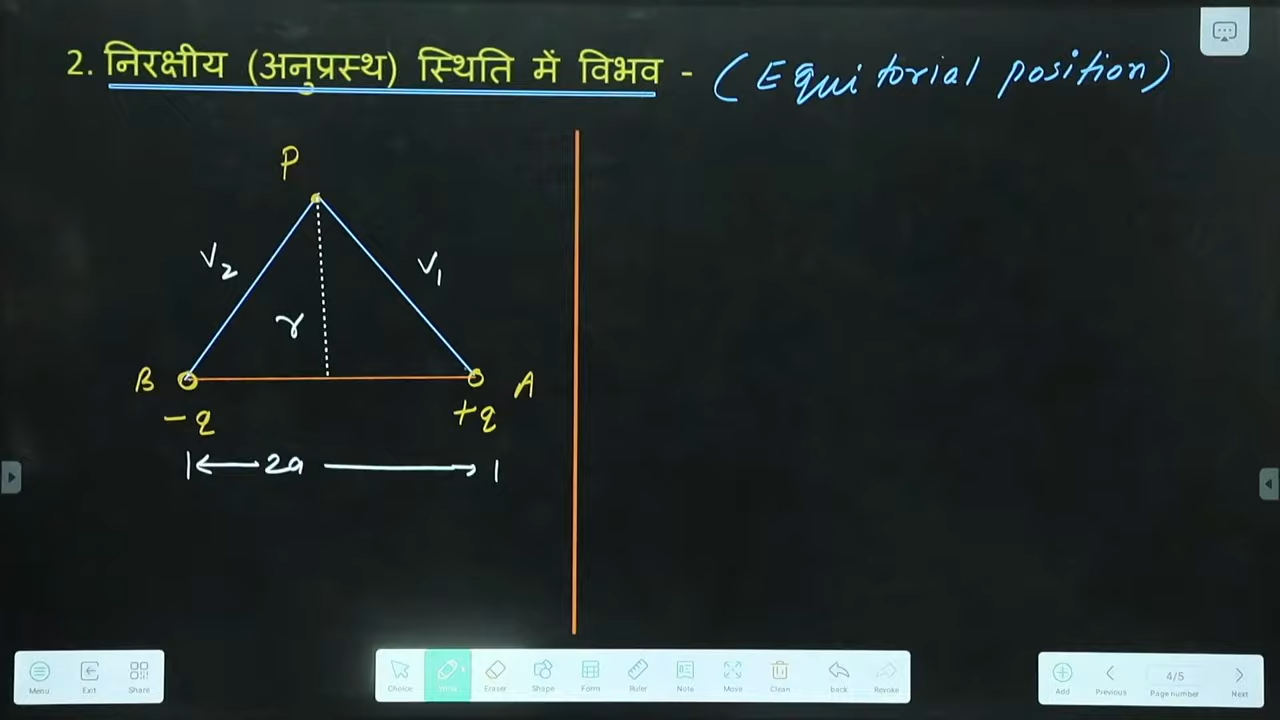 2. निरक्षीय (अनुप्रस्थ) स्थिति में विभव - (Equitorial position)
P
V₂
V₁
r
B
A
-q
+q
2a
Menu
Exit
Share
Choice
Write
Eraser
Shape
Form
Ruler
Note
Move
Clean
back
Revoke
Add
Previous
4/5
Page number
Next